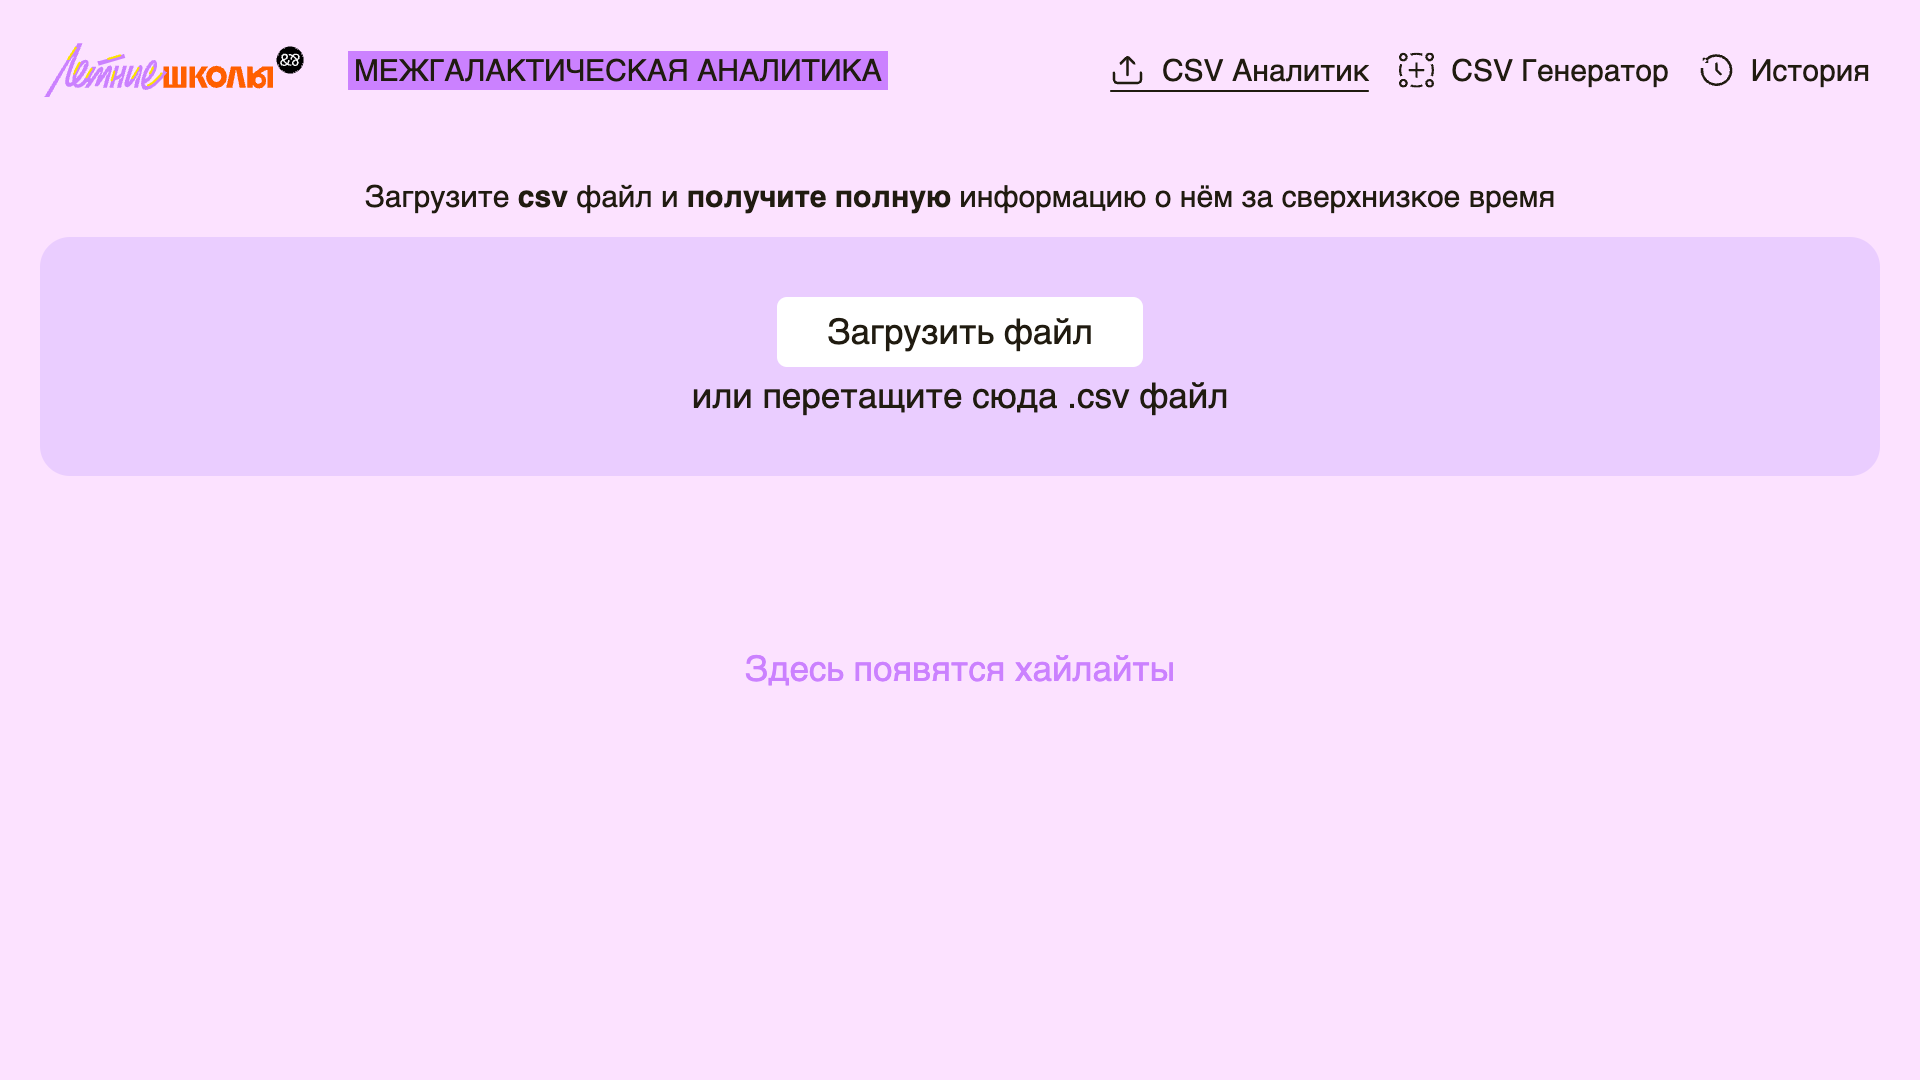 Летние школы
МЕЖГАЛАКТИЧЕСКАЯ АНАЛИТИКА
CSV Аналитик
CSV Генератор
История
Загрузите csv файл и получите полную информацию о нём за сверхнизкое время
Загрузить файл
или перетащите сюда .csv файл
Здесь появятся хайлайты